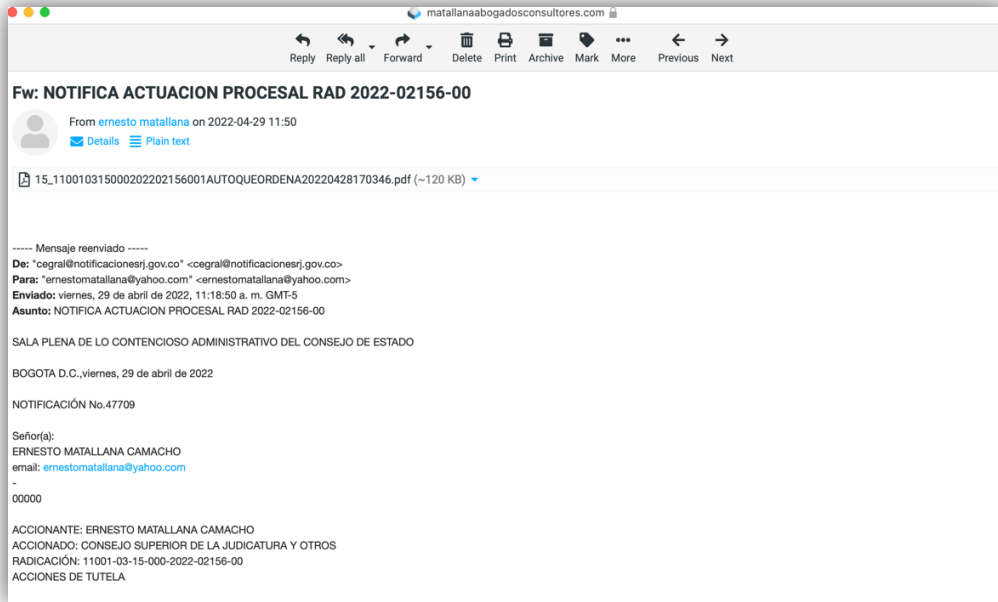 matallanaabogadosconsultores.com
Reply Reply all Forward Delete Print Archive Mark More Previous Next
Fw: NOTIFICA ACTUACION PROCESAL RAD 2022-02156-00
From ernesto matallana on 2022-04-29 11:50
Details Plain text
15_110010315000202202156001AUTOQUEORDENA20220428170346.pdf (~120 KB)
----- Mensaje reenviado -----
De: "cegral@notificacionesrj.gov.co" <cegral@notificacionesrj.gov.co>
Para: "ernestomatallana@yahoo.com" <ernestomatallana@yahoo.com>
Enviado: viernes, 29 de abril de 2022, 11:18:50 a. m. GMT-5
Asunto: NOTIFICA ACTUACION PROCESAL RAD 2022-02156-00
SALA PLENA DE LO CONTENCIOSO ADMINISTRATIVO DEL CONSEJO DE ESTADO
BOGOTA D.C.,viernes, 29 de abril de 2022
NOTIFICACIÓN No.47709
Señor(a):
ERNESTO MATALLANA CAMACHO
email: ernestomatallana@yahoo.com
-
00000
ACCIONANTE: ERNESTO MATALLANA CAMACHO
ACCIONADO: CONSEJO SUPERIOR DE LA JUDICATURA Y OTROS
RADICACIÓN: 11001-03-15-000-2022-02156-00
ACCIONES DE TUTELA